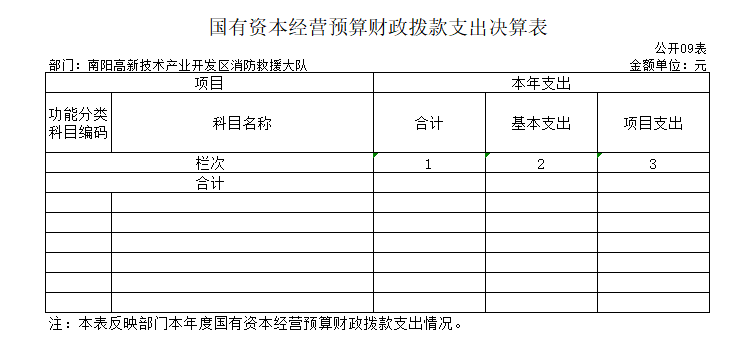 国有资本经营预算财政拨款支出决算表
公开09表
部门：南阳高新技术产业开发区消防救援大队 金额单位：元
项目 本年支出
功能分类科目编码 科目名称 合计 基本支出 项目支出
栏次 1 2 3
合计
注：本表反映部门本年度国有资本经营预算财政拨款支出情况。